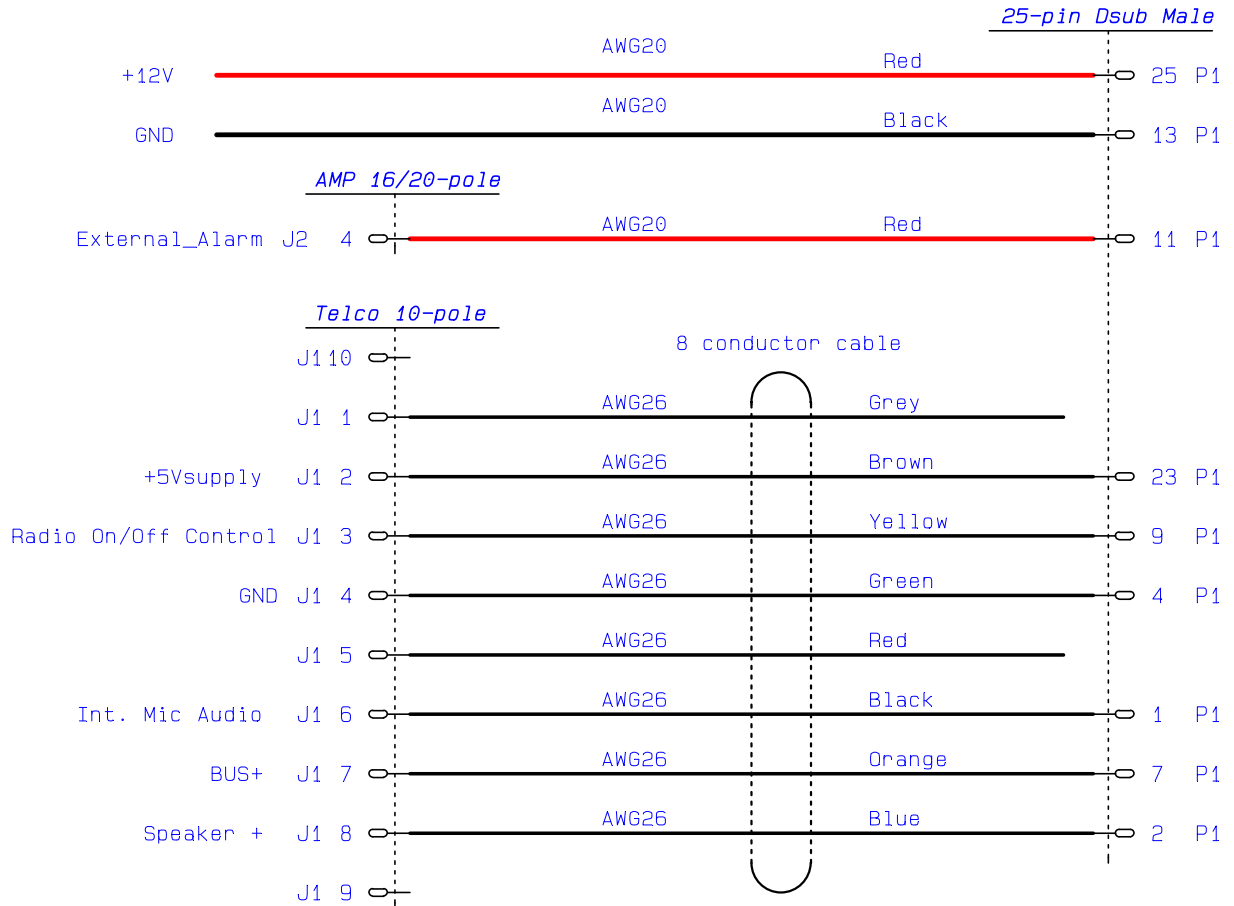 25-pin Dsub Male
AWG20
+12V Red 25 P1
AWG20
GND Black 13 P1
AMP 16/20-pole
AWG20 Red
External_Alarm J2 4 11 P1
Telco 10-pole
8 conductor cable
J1 10
AWG26 Grey
J1 1
AWG26 Brown
+5Vsupply J1 2 23 P1
AWG26 Yellow
Radio On/Off Control J1 3 9 P1
AWG26 Green
GND J1 4 4 P1
AWG26 Red
J1 5
AWG26 Black
Int. Mic Audio J1 6 1 P1
AWG26 Orange
BUS+ J1 7 7 P1
AWG26 Blue
Speaker + J1 8 2 P1
J1 9